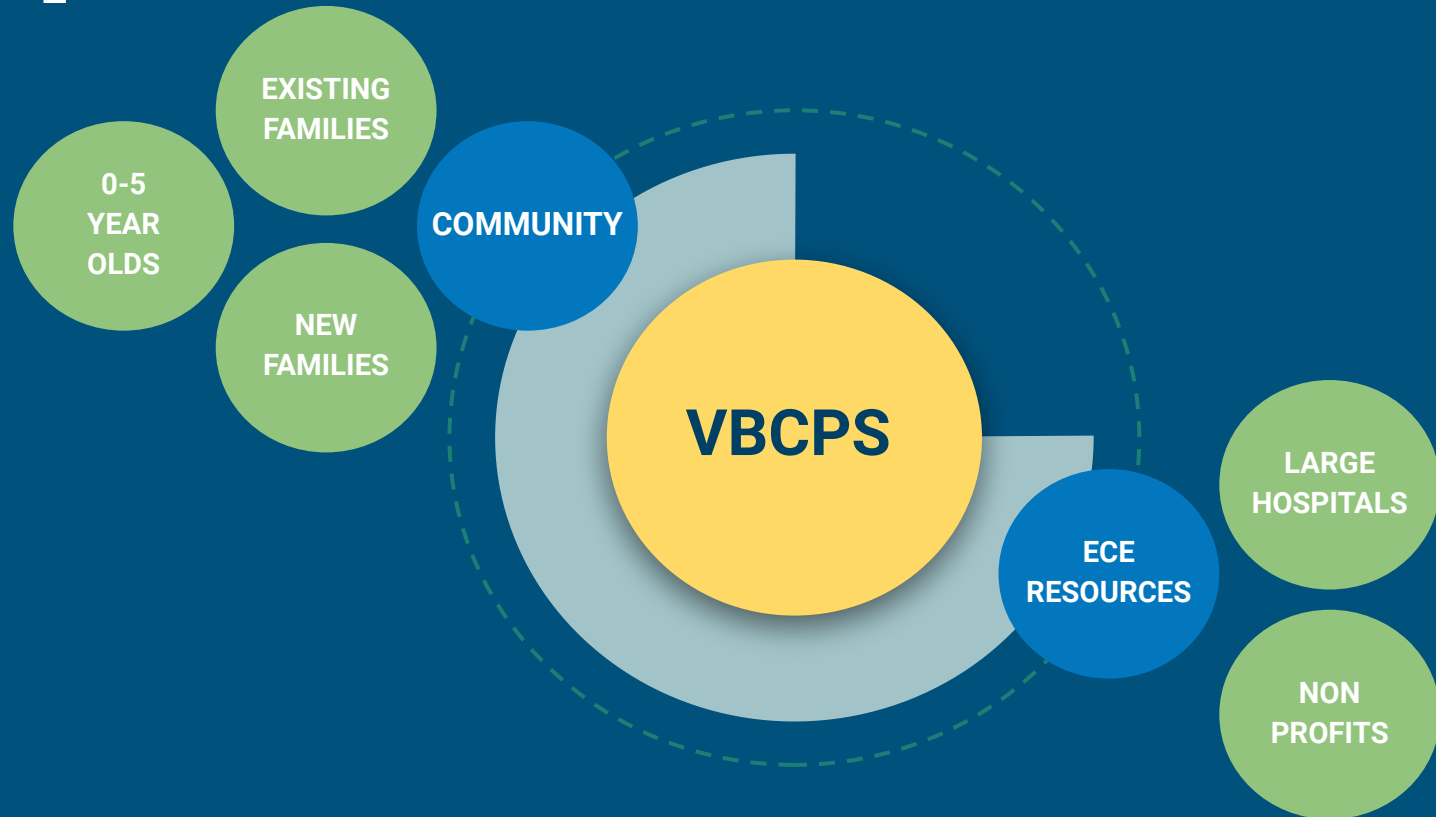 EXISTING
FAMILIES
0-5
YEAR
OLDS
COMMUNITY
NEW
FAMILIES
VBCPS
LARGE
HOSPITALS
ECE
RESOURCES
NON
PROFITS